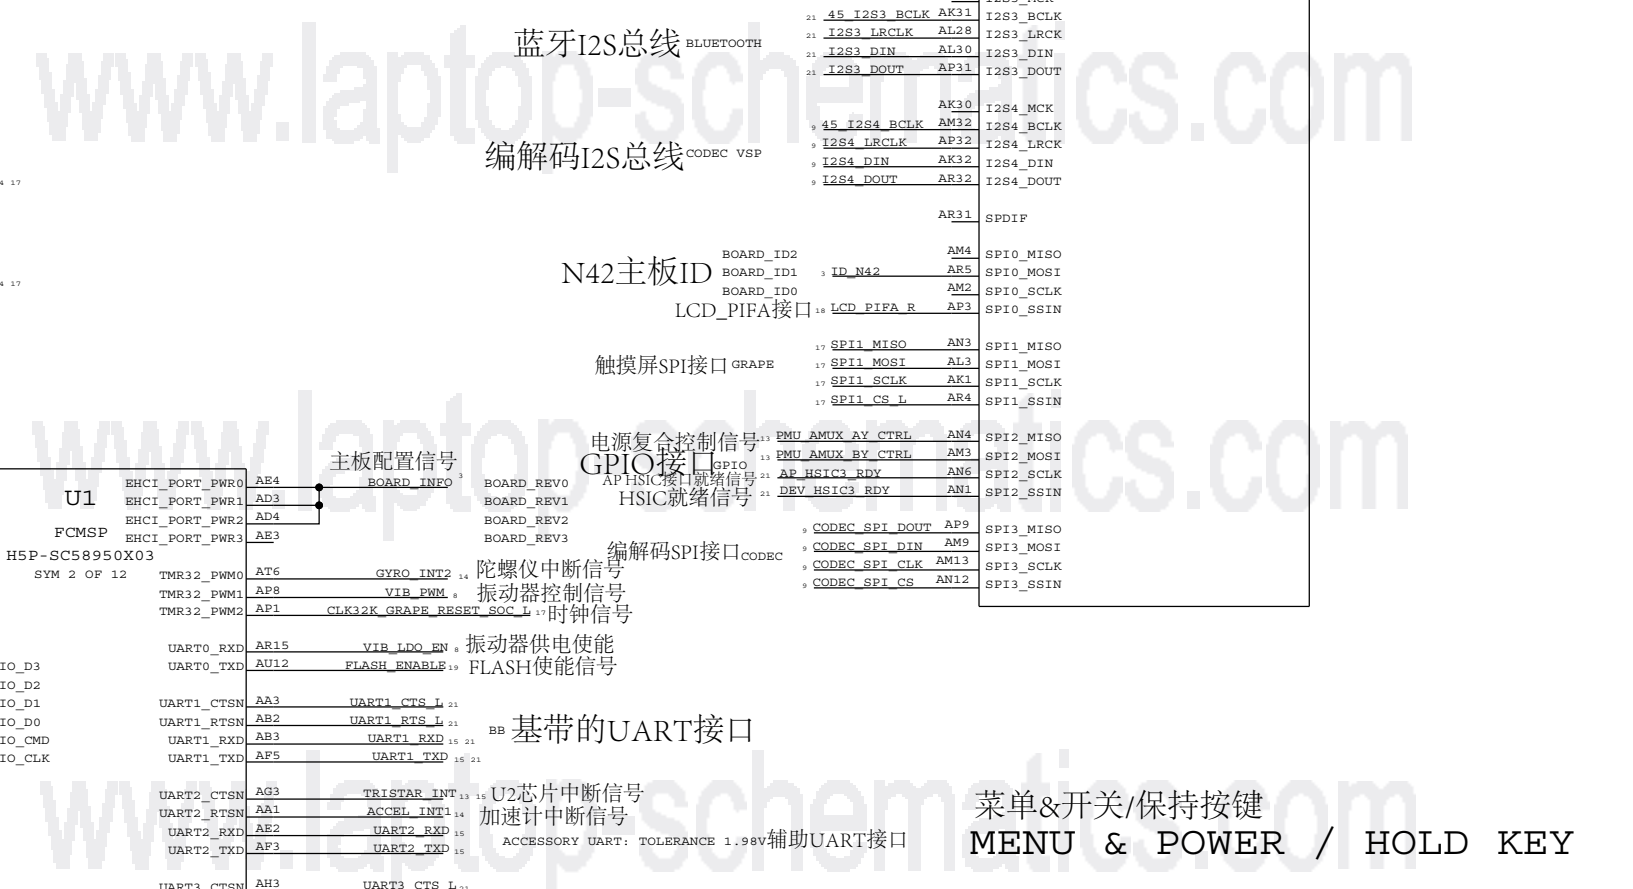 I2S3_MCK
21 45_I2S3_BCLK AK31 I2S3_BCLK
21 I2S3_LRCLK AL28 I2S3_LRCK
蓝牙I2S总线 BLUETOOTH
21 I2S3_DIN AL30 I2S3_DIN
21 I2S3_DOUT AP31 I2S3_DOUT
www.laptop-schematics.com
AK30 I2S4_MCK
9 45_I2S4_BCLK AM32 I2S4_BCLK
9 I2S4_LRCLK AP32 I2S4_LRCK
编解码I2S总线 CODEC VSP
9 I2S4_DIN AK32 I2S4_DIN
9 I2S4_DOUT AR32 I2S4_DOUT
4 17
AR31 SPDIF
BOARD_ID2 AM4 SPI0_MISO
N42主板ID BOARD_ID1 3 ID_N42 AR5 SPI0_MOSI
4 17
BOARD_ID0 AM2 SPI0_SCLK
LCD_PIFA接口 18 LCD_PIFA_R AP3 SPI0_SSIN
17 SPI1_MISO AN3 SPI1_MISO
触摸屏SPI接口 GRAPE 17 SPI1_MOSI AL3 SPI1_MOSI
17 SPI1_SCLK AK1 SPI1_SCLK
17 SPI1_CS_L AR4 SPI1_SSIN
www.laptop-schematics.com
电源复合控制信号 13 PMU_AMUX_AY_CTRL AN4 SPI2_MISO
GPIO接口 GPIO 13 PMU_AMUX_BY_CTRL AM3 SPI2_MOSI
AP HSIC接口就绪信号 21 AP_HSIC3_RDY AN6 SPI2_SCLK
HSIC就绪信号 21 DEV_HSIC3_RDY AN1 SPI2_SSIN
9 CODEC_SPI_DOUT AP9 SPI3_MISO
编解码SPI接口 CODEC 9 CODEC_SPI_DIN AM9 SPI3_MOSI
9 CODEC_SPI_CLK AM13 SPI3_SCLK
9 CODEC_SPI_CS AN12 SPI3_SSIN
主板配置信号
U1
FCMSP
H5P-SC58950X03
SYM 2 OF 12
EHCI_PORT_PWR0 AE4 BOARD_INFO 3 BOARD_REV0
EHCI_PORT_PWR1 AD3 BOARD_REV1
EHCI_PORT_PWR2 AD4 BOARD_REV2
EHCI_PORT_PWR3 AE3 BOARD_REV3
TMR32_PWM0 AT6 GYRO_INT2 14 陀螺仪中断信号
TMR32_PWM1 AP8 VIB_PWM 8 振动器控制信号
TMR32_PWM2 AP1 CLK32K_GRAPE_RESET_SOC_L 17 时钟信号
UART0_RXD AR15 VIB_LDO_EN 8 振动器供电使能
IO_D3 UART0_TXD AU12 FLASH_ENABLE 19 FLASH使能信号
IO_D2
IO_D1 UART1_CTSN AA3 UART1_CTS_L 21
IO_D0 UART1_RTSN AB2 UART1_RTS_L 21
BB 基带的UART接口
IO_CMD UART1_RXD AB3 UART1_RXD 15 21
IO_CLK UART1_TXD AF5 UART1_TXD 15 21
www.laptop-schematics.com
UART2_CTSN AG3 TRISTAR_INT 13 15 U2芯片中断信号
UART2_RTSN AA1 ACCEL_INT1 14 加速计中断信号
UART2_RXD AE2 UART2_RXD 15
ACCESSORY UART: TOLERANCE 1.98V辅助UART接口
UART2_TXD AF3 UART2_TXD 15
UART3_CTSN AH3 UART3_CTS_L 21
菜单&开关/保持按键
MENU & POWER / HOLD KEY